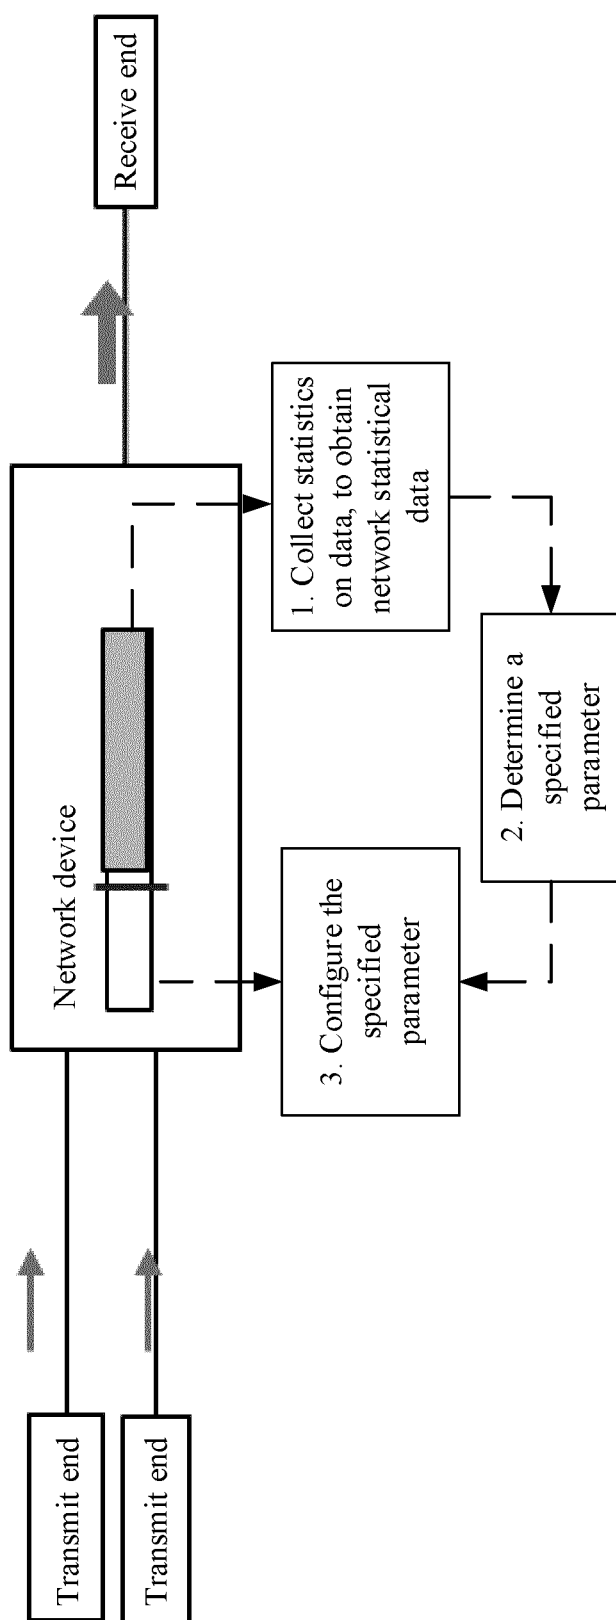 Transmit end
Transmit end
Network device
Receive end
1. Collect statistics
on data, to obtain
network statistical
data
2. Determine a
specified
parameter
3. Configure the
specified
parameter